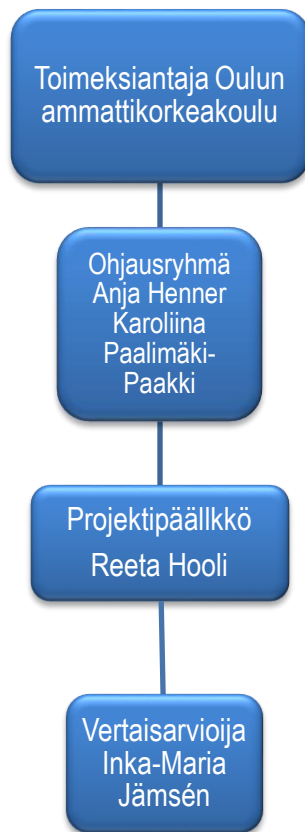 Toimeksiantaja Oulun
ammattikorkeakoulu
Ohjausryhmä
Anja Henner
Karoliina
Paalimäki-
Paakki
Projektipäällkkö
Reeta Hooli
Vertaisarvioija
Inka-Maria
Jämsén